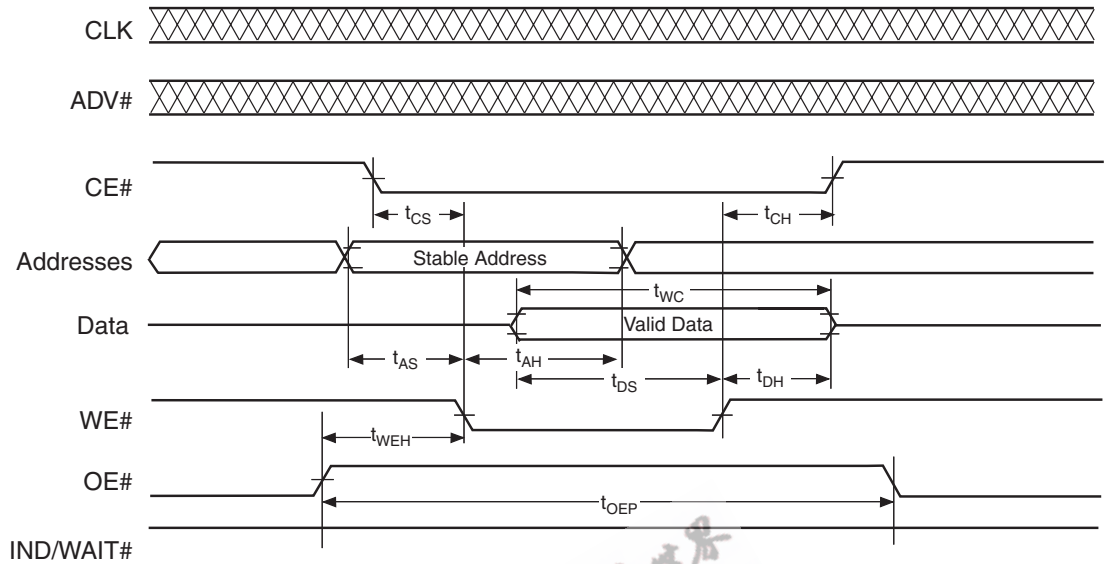 CLK
ADV#
CE#
tCS
tCH
Addresses
Stable Address
tWC
Data
Valid Data
tAS
tAH
tDS
tDH
WE#
tWEH
OE#
tOEP
IND/WAIT#